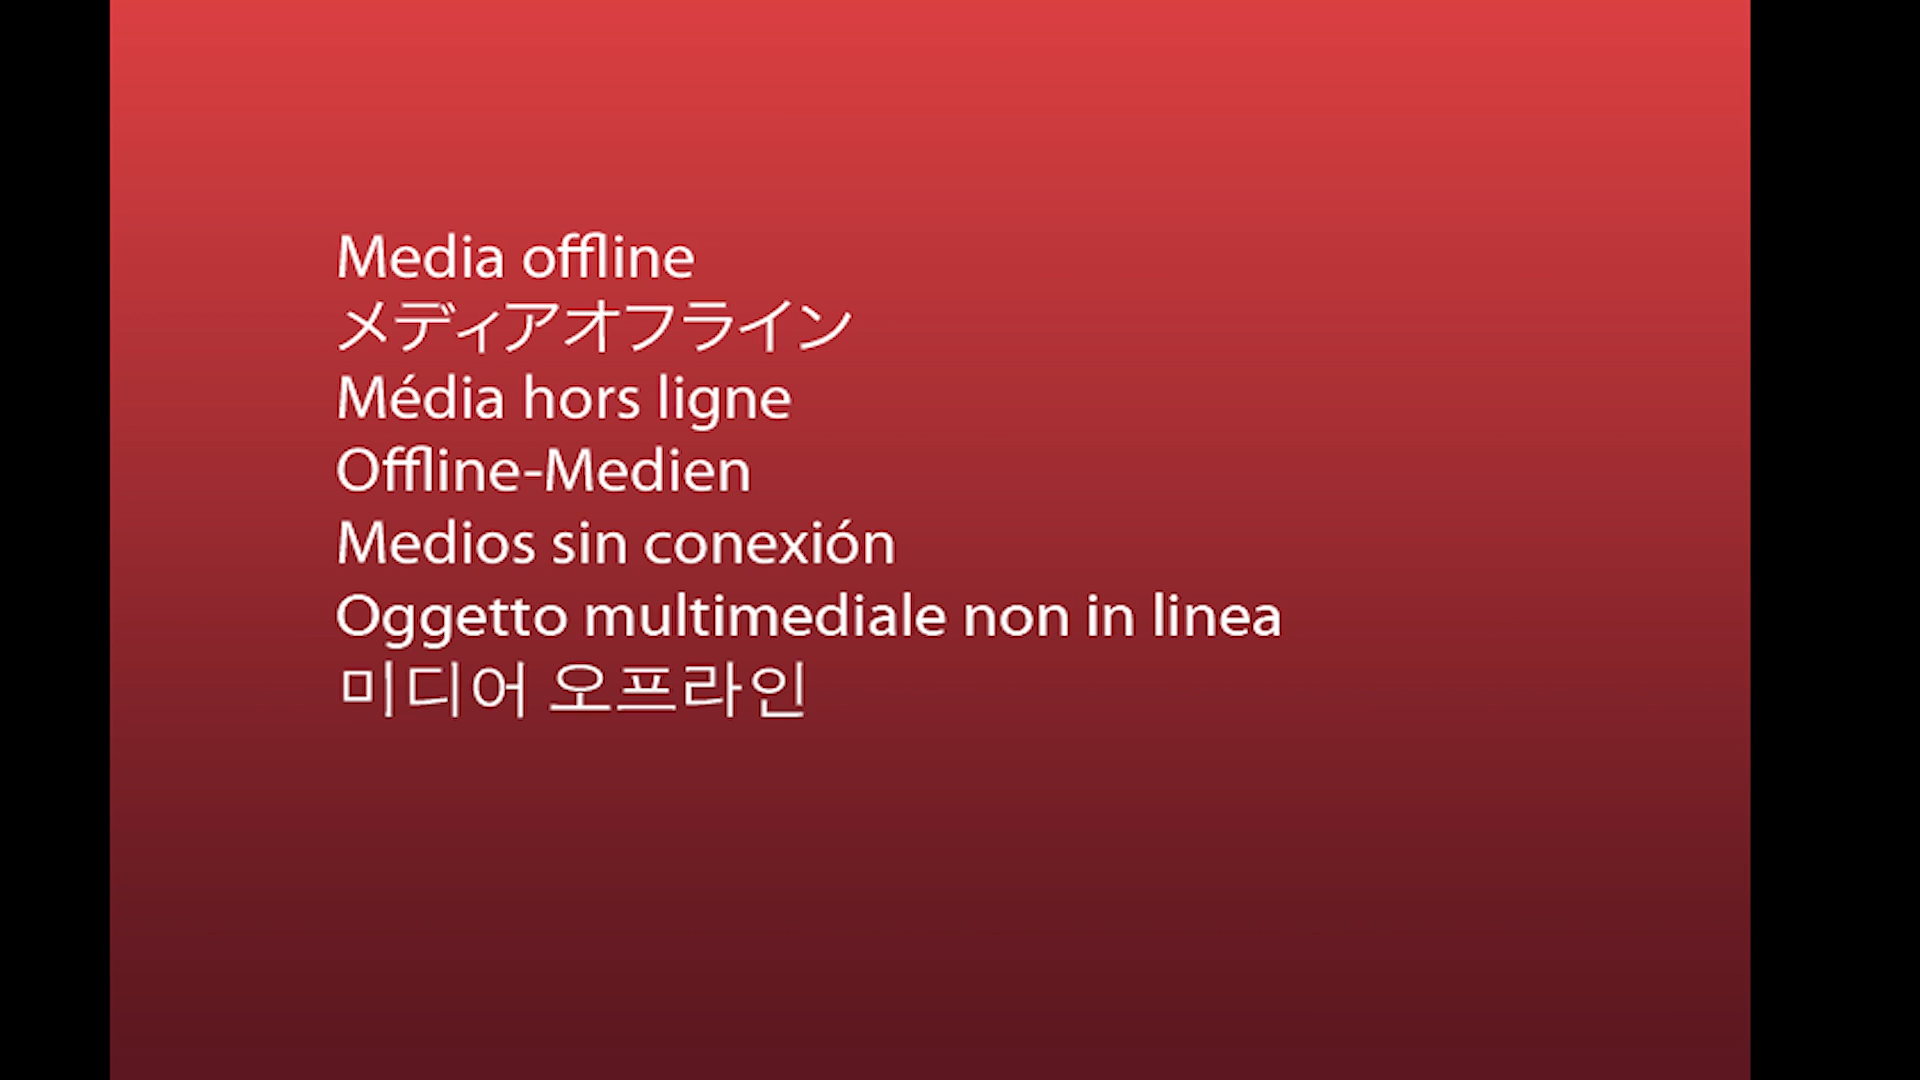 Media offline
メディアオフライン
Média hors ligne
Offline-Medien
Medios sin conexión
Oggetto multimediale non in linea
미디어 오프라인